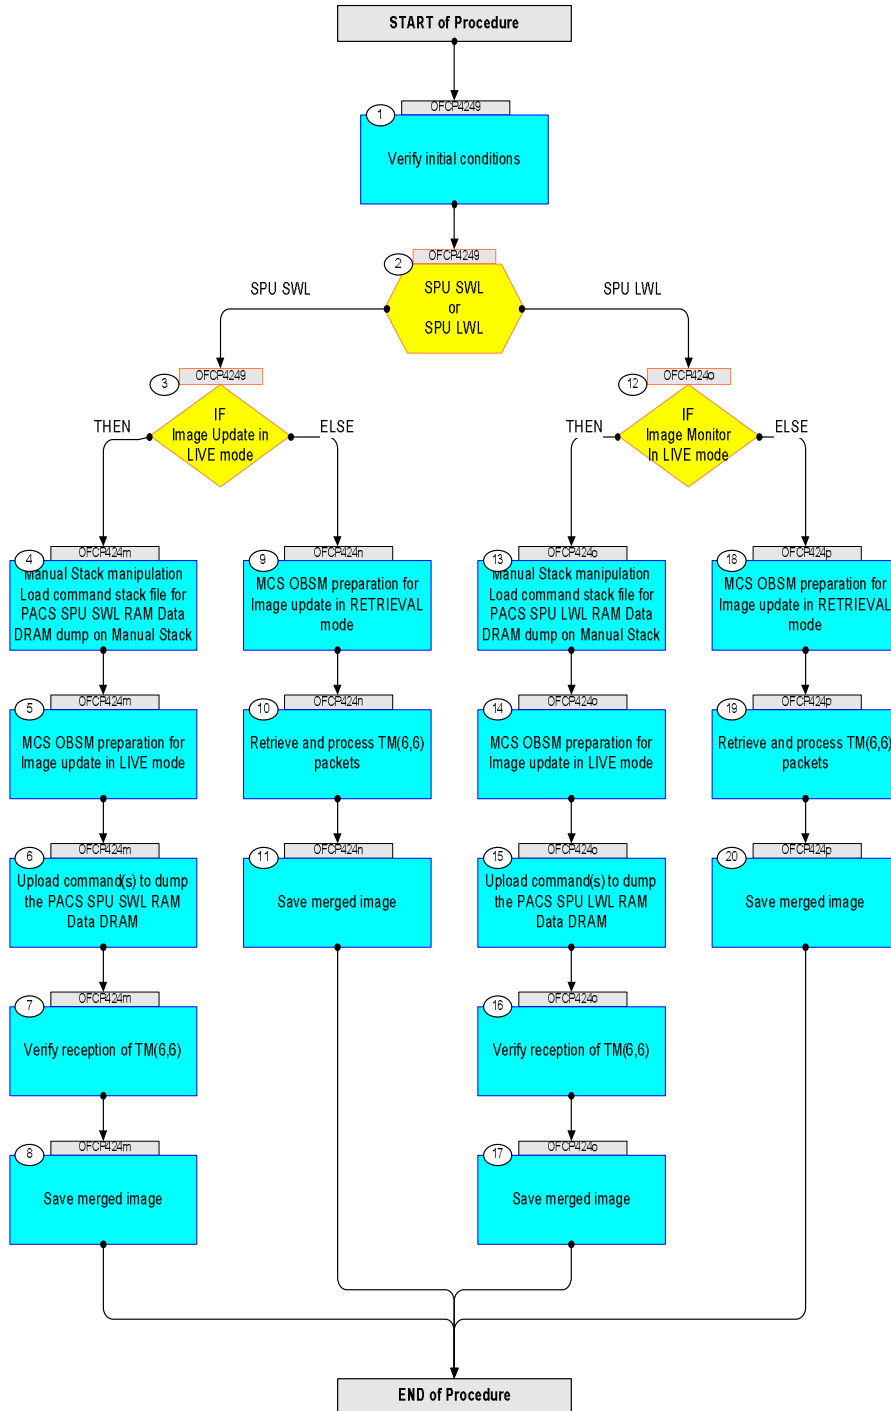 START of Procedure
OFCP4249
1
Verify initial conditions
OFCP4249
2
SPU SWL
or
SPU LWL
SPU SWL
SPU LWL
OFCP4249
3
IF
Image Update in
LIVE mode
THEN
ELSE
OFCP424o
12
IF
Image Monitor
In LIVE mode
THEN
ELSE
OFCP424m
4
Manual Stack manipulation
Load command stack file for
PACS SPU SWL RAM Data
DRAM dump on Manual Stack
OFCP424n
9
MCS OBSM preparation for
Image update in RETRIEVAL
mode
OFCP424o
13
Manual Stack manipulation
Load command stack file for
PACS SPU LWL RAM Data
DRAM dump on Manual Stack
OFCP424p
18
MCS OBSM preparation for
Image update in RETRIEVAL
mode
OFCP424m
5
MCS OBSM preparation for
Image update in LIVE mode
OFCP424n
10
Retrieve and process TM(6,6)
packets
OFCP424o
14
MCS OBSM preparation for
Image update in LIVE mode
OFCP424p
19
Retrieve and process TM(6,6)
packets
OFCP424m
6
Upload command(s) to dump
the PACS SPU SWL RAM
Data DRAM
OFCP424n
11
Save merged image
OFCP424o
15
Upload command(s) to dump
the PACS SPU LWL RAM
Data DRAM
OFCP424p
20
Save merged image
OFCP424m
7
Verify reception of TM(6,6)
OFCP424o
16
Verify reception of TM(6,6)
OFCP424m
8
Save merged image
OFCP424o
17
Save merged image
END of Procedure